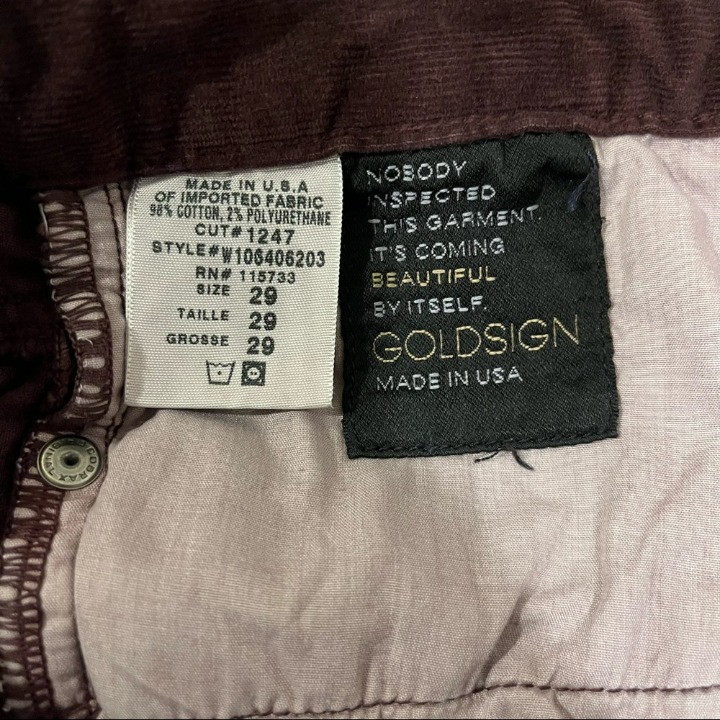 MADE IN U.S.A
OF IMPORTED FABRIC
98% COTTON, 2% POLYURETHANE
CUT# 1247
STYLE# W106406203
RN# 115733
SIZE 29
TAILLE 29
GROSSE 29
NOBODY
INSPECTED
THIS GARMENT.
IT'S COMING
BEAUTIFUL
BY ITSELF.
GOLDSIGN
MADE IN USA
COBRAX